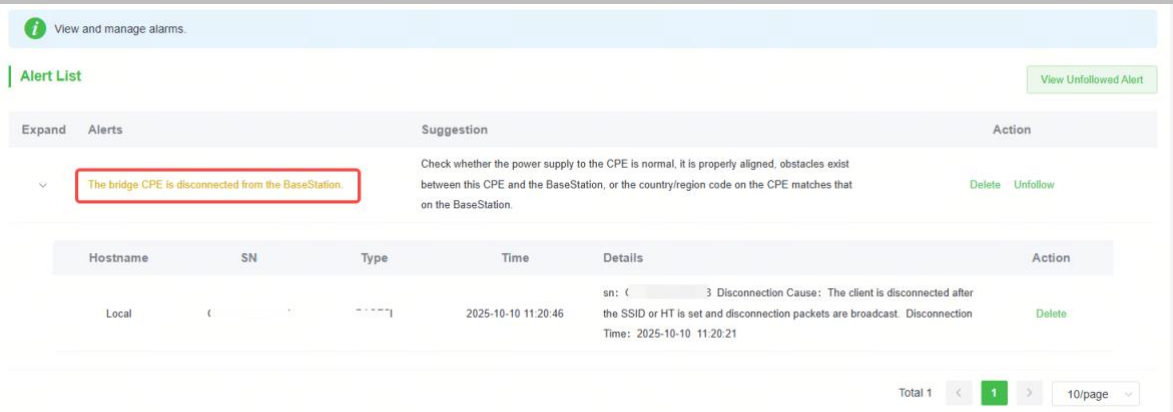 View and manage alarms.
Alert List
View Unfollowed Alert
Expand Alerts Suggestion Action
Check whether the power supply to the CPE is normal, it is properly aligned, obstacles exist
The bridge CPE is disconnected from the BaseStation.
between this CPE and the BaseStation, or the country/region code on the CPE matches that
Delete Unfollow
on the BaseStation.
Hostname SN Type Time Details Action
sn: Disconnection Cause: The client is disconnected after
Local 2025-10-10 11:20:46 the SSID or HT is set and disconnection packets are broadcast. Disconnection Delete
Time: 2025-10-10 11:20:21
Total 1 < 1 > 10/page